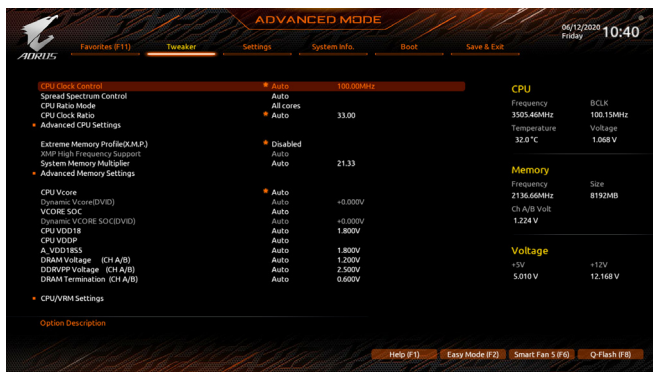 ADVANCED MODE
06/12/2020 Friday 10:40
AORUS
Favorites (F11) Tweaker Settings System Info. Boot Save & Exit
CPU Clock Control Auto 100.00MHz
Spread Spectrum Control Auto
CPU Ratio Mode All cores
CPU Clock Ratio Auto 33.00
Advanced CPU Settings
Extreme Memory Profile(X.M.P.) Disabled
XMP High Frequency Support Auto
System Memory Multiplier Auto 21.33
Advanced Memory Settings
CPU Vcore Auto
Dynamic Vcore(DVID) Auto +0.000V
VCORE SOC Auto
Dynamic VCORE SOC(DVID) Auto +0.000V
CPU VDD18 Auto 1.800V
CPU VDDP Auto
A_VDD18S5 Auto 1.800V
DRAM Voltage (CH A/B) Auto 1.200V
DDRVPP Voltage (CH A/B) Auto 2.500V
DRAM Termination (CH A/B) Auto 0.600V
CPU/VRM Settings
Option Description
CPU
Frequency BCLK
3505.46MHz 100.15MHz
Temperature Voltage
32.0 °C 1.068 V
Memory
Frequency Size
2136.66MHz 8192MB
Ch A/B Volt
1.224 V
Voltage
+5V +12V
5.010 V 12.168 V
Help (F1) Easy Mode (F2) Smart Fan 5 (F6) Q-Flash (F8)